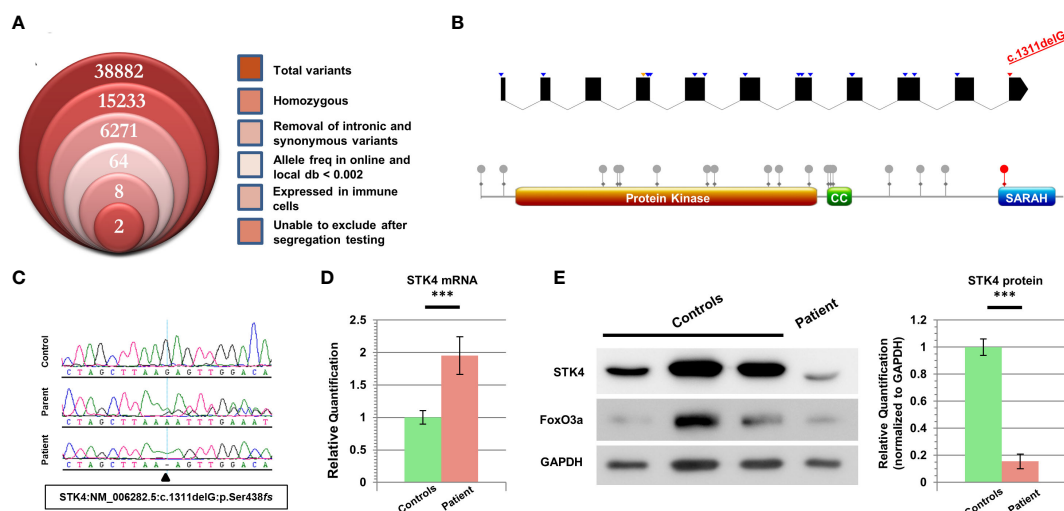 A
38882
15233
6271
64
8
2
Total variants
Homozygous
Removal of intronic and
synonymous variants
Allele freq in online and
local db < 0.002
Expressed in immune
cells
Unable to exclude after
segregation testing
B
c.1311delG
Protein Kinase
CC
SARAH
C
Control
C T A G C T T A A G A G T T G G A C A
Parent
C T A G C T T A A A A T T T G A A A T
Patient
C T A G C T T A A - A G T T G G A C A
STK4:NM_006282.5:c.1311delG:p.Ser438fs
D
STK4 mRNA
***
Relative Quantification
2.5
2
1.5
1
0.5
0
Controls
Patient
E
Controls
Patient
STK4
FoxO3a
GAPDH
STK4 protein
***
Relative Quantification
(normalized to GAPDH)
1.2
1
0.8
0.6
0.4
0.2
0
Controls
Patient